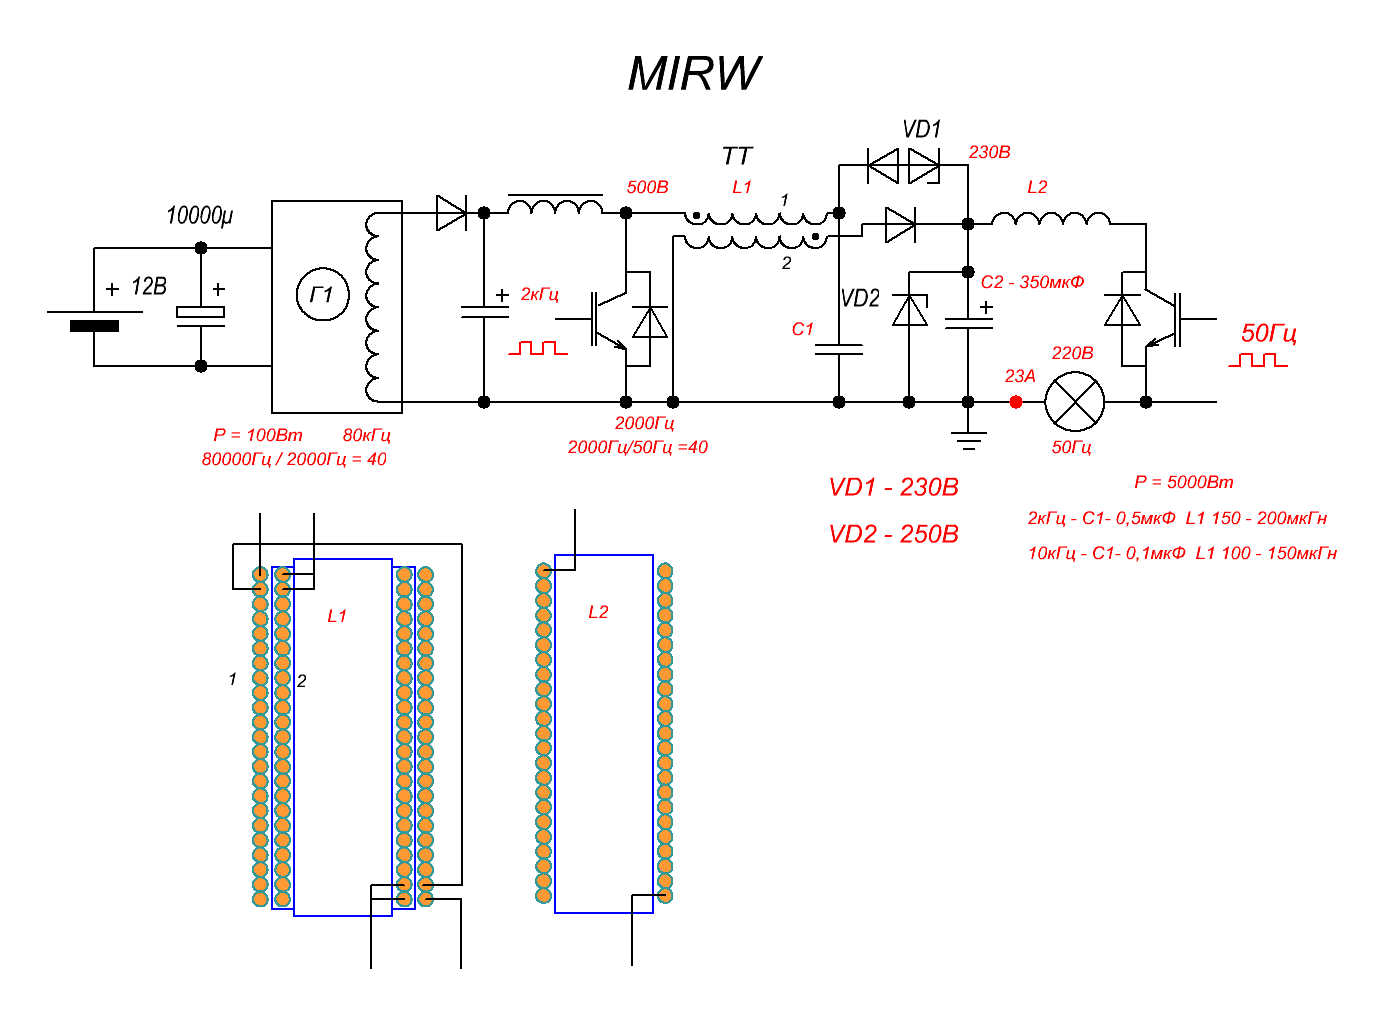 MIRW
VD1
230В
TT
500В
L1
1
L2
10000µ
12В
Г1
2кГц
2
VD2
C2 - 350мкФ
C1
50Гц
220В
23А
2000Гц
2000Гц/50Гц =40
50Гц
P = 100Вт
80кГц
80000Гц / 2000Гц = 40
VD1 - 230В
P = 5000Вт
2кГц - C1- 0,5мкФ L1 150 - 200мкГн
VD2 - 250В
10кГц - C1- 0,1мкФ L1 100 - 150мкГн
L1
L2
1
2